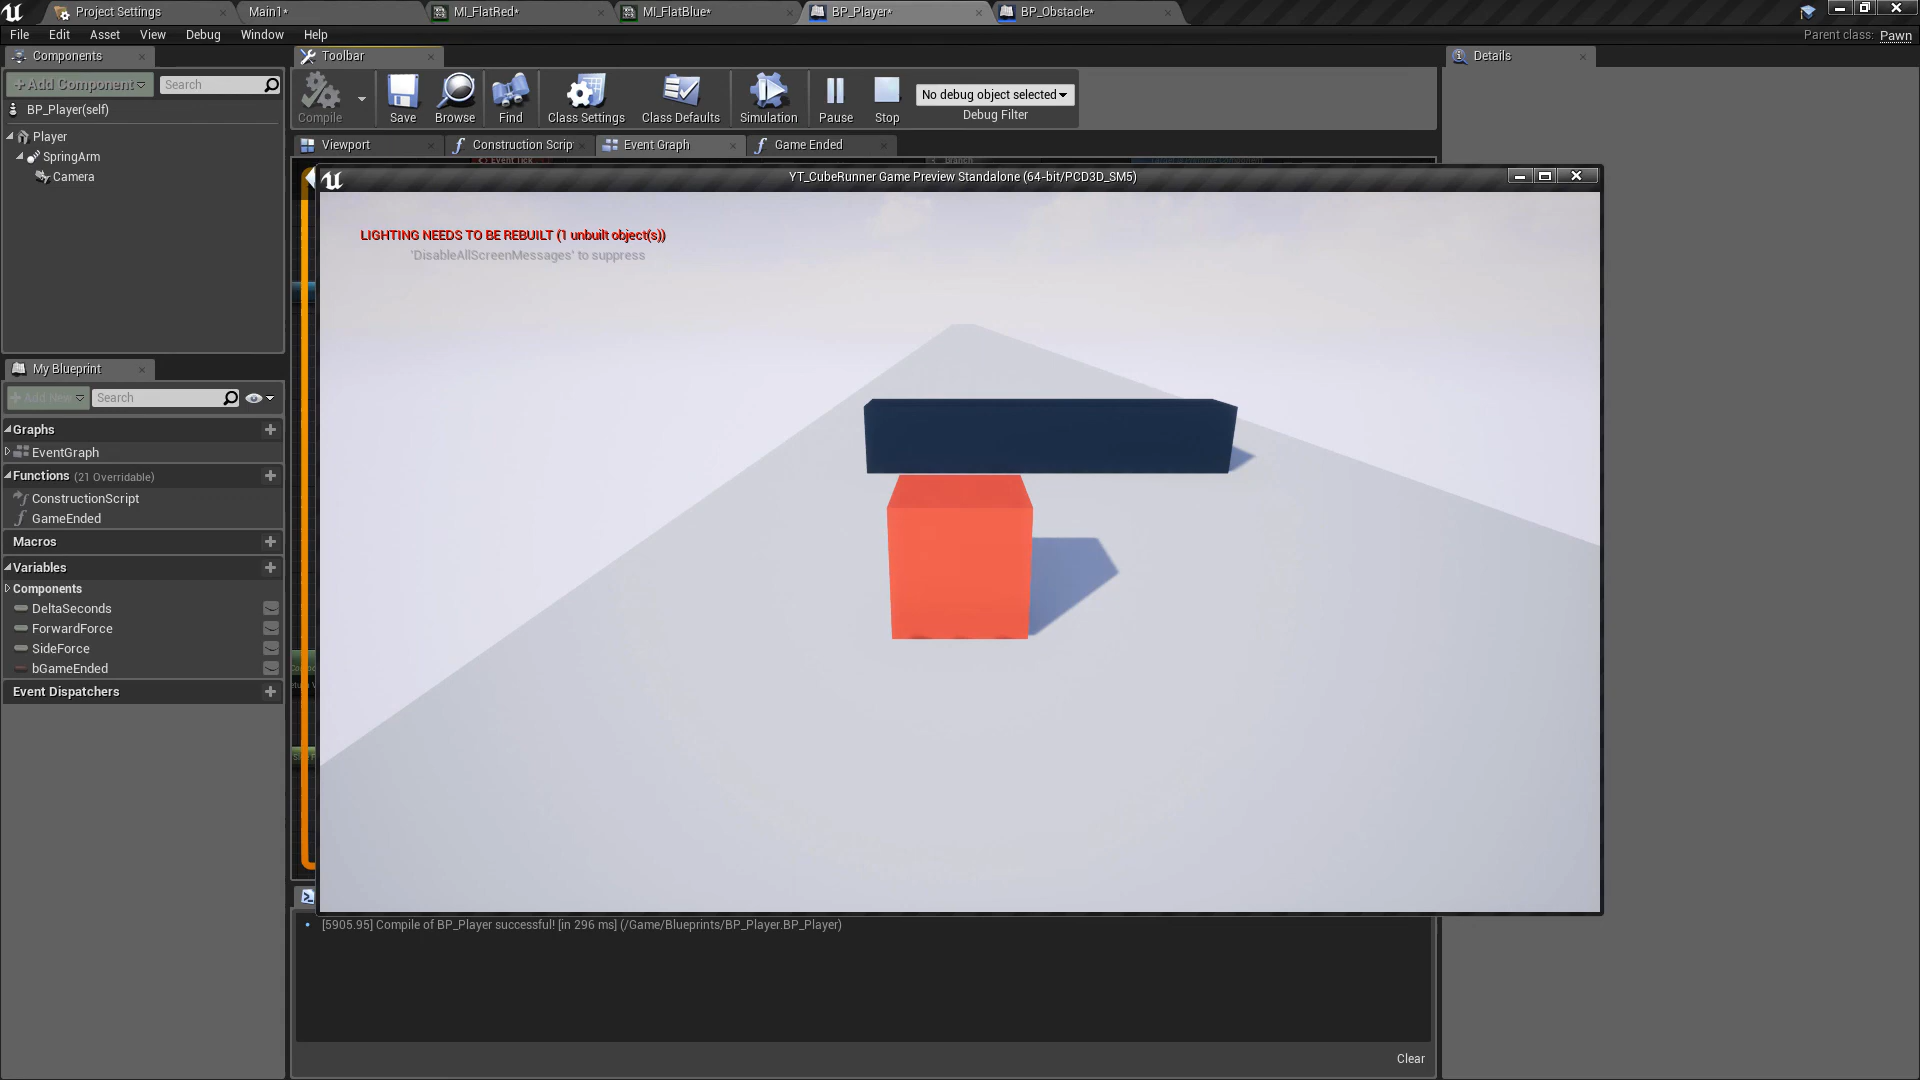 Project Settings
Main1*
MI_FlatRed*
MI_FlatBlue*
BP_Player*
BP_Obstacle*
File Edit Asset View Debug Window Help
Parent class: Pawn
Components
Toolbar
Details
+Add Component
Search
BP_Player(self)
Player
SpringArm
Camera
Compile
Save
Browse
Find
Class Settings
Class Defaults
Simulation
Pause
Stop
No debug object selected
Debug Filter
Viewport
Construction Scrip
Event Graph
Game Ended
Event Tick
Branch
YT_CubeRunner Game Preview Standalone (64-bit/PCD3D_SM5)
LIGHTING NEEDS TO BE REBUILT (1 unbuilt object(s))
'DisableAllScreenMessages' to suppress
My Blueprint
+ Add New
Search
Graphs
EventGraph
Functions (21 Overridable)
ConstructionScript
GameEnded
Macros
Variables
Components
DeltaSeconds
ForwardForce
SideForce
bGameEnded
Event Dispatchers
[5905.95] Compile of BP_Player successful! [in 296 ms] (/Game/Blueprints/BP_Player.BP_Player)
Clear